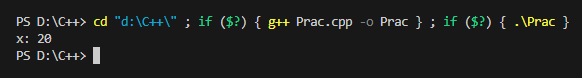 PS D:\C++> cd "d:\C++\" ; if ($?) { g++ Prac.cpp -o Prac } ; if ($?) { .\Prac }
x: 20
PS D:\C++>